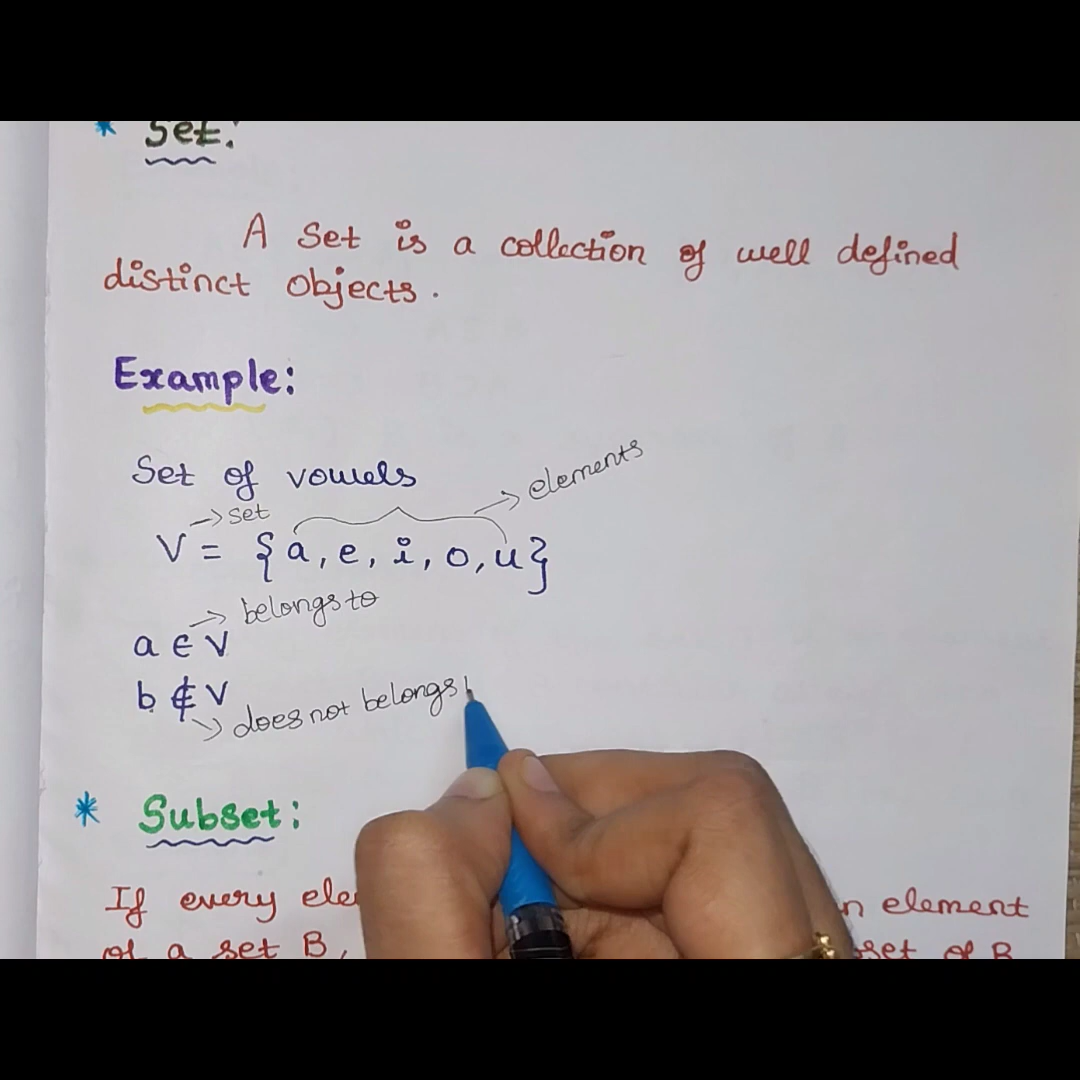 * Set:
A Set is a collection of well defined
distinct objects.
Example:
Set of vowels
→ elements
→ set
V = {a, e, i, o, u}
→ belongs to
a ∈ V
b ∉ V
→ does not belongs
* Subset:
If every element
of a set B, set of B